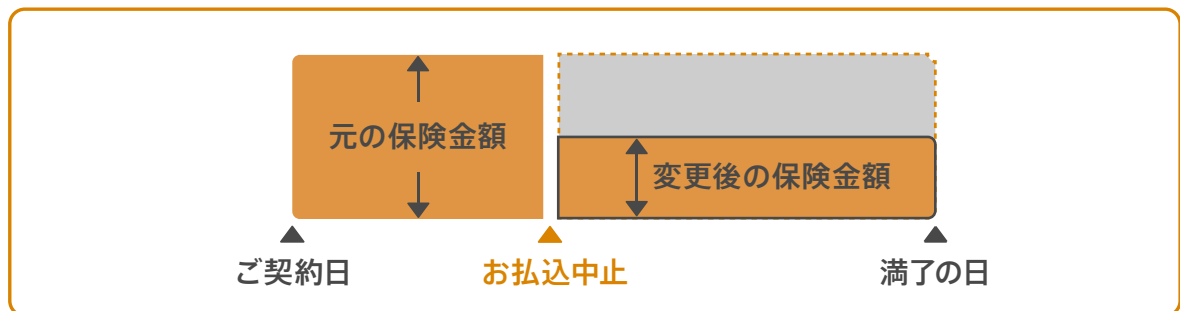 元の保険金額
変更後の保険金額
ご契約日
お払込中止
満了の日